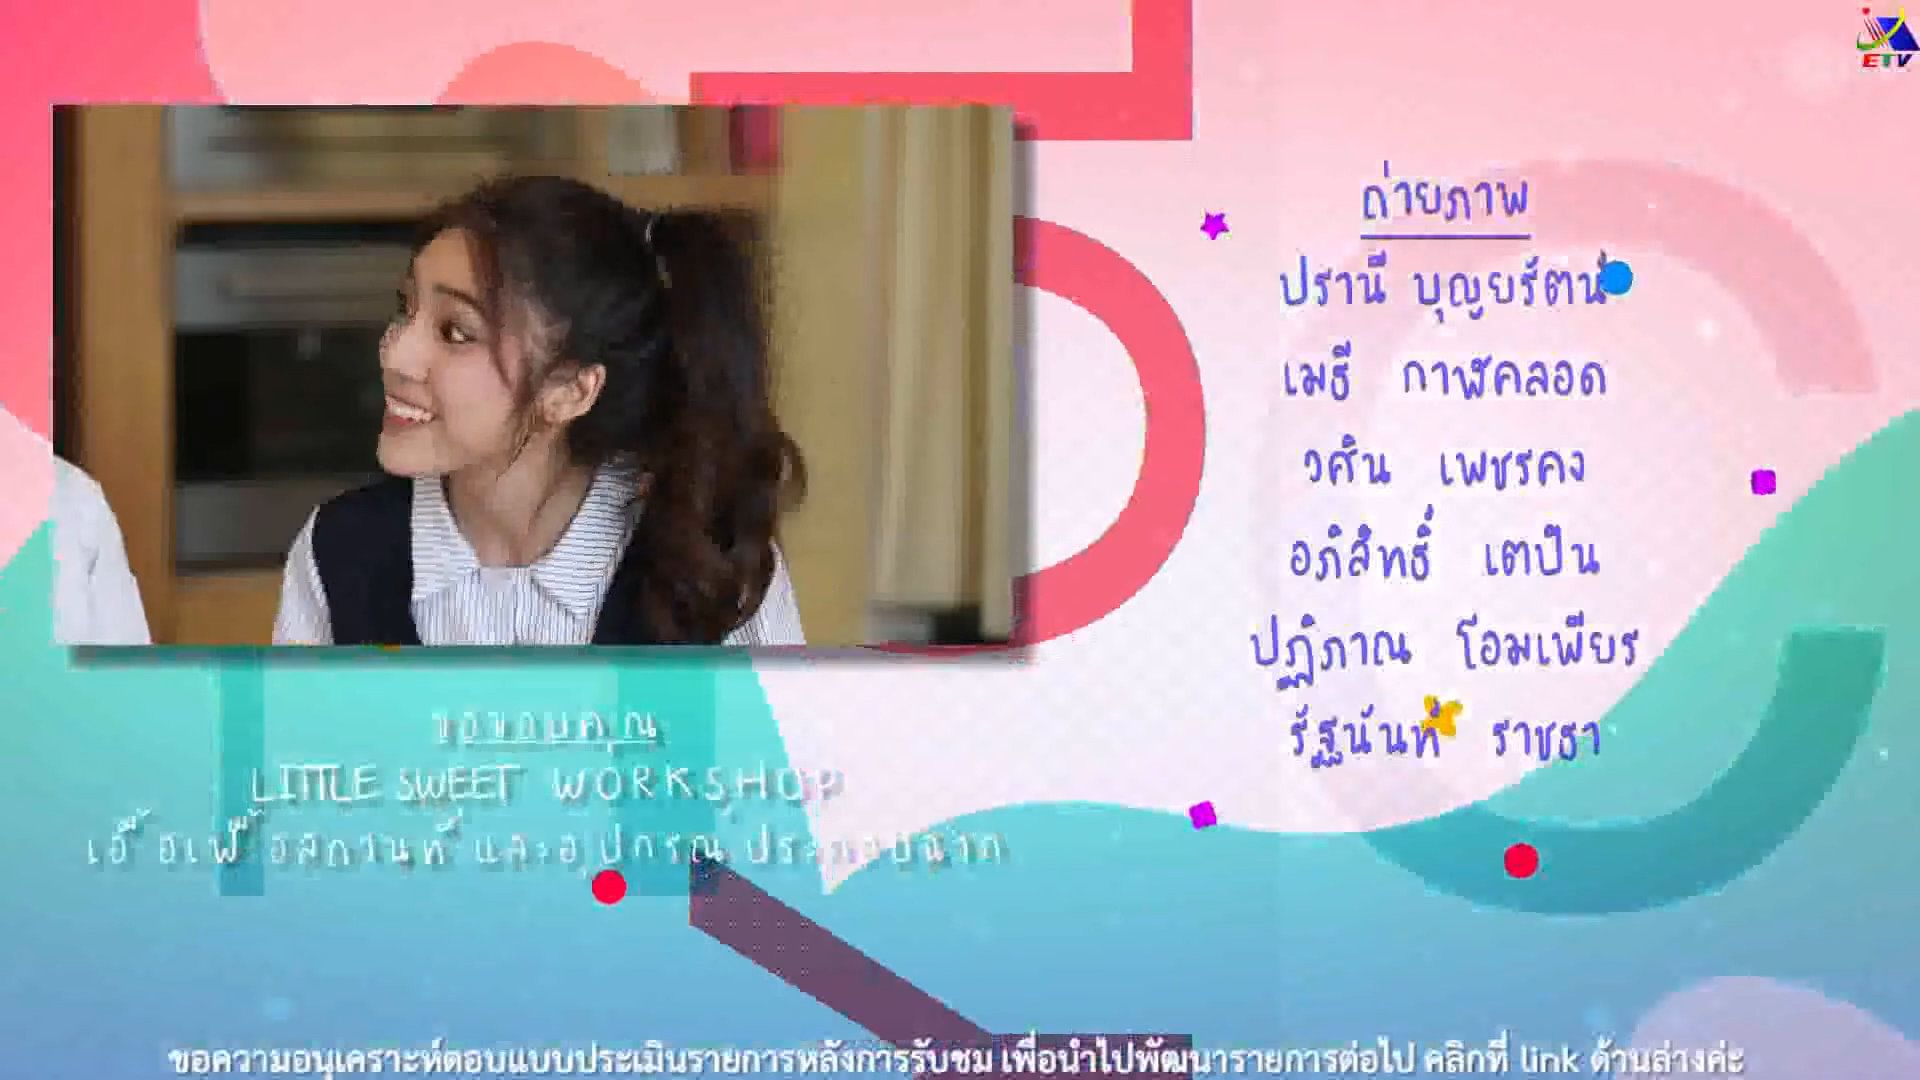 ETV
ถ่ายภาพ
ปรานี บุญยรัตน์
เมธี กาฬคลอด
วศิน เพชรคง
อภิสิทธิ์ เตปิน
ปฏิภาณ โอมเพียร
รัฐนันท์ ราชธา
ขอขอบคุณ
LITTLE SWEET WORKSHOP
เอื้อเฟื้อสถานที่ และอุปกรณ์ประกอบฉาก
ขอความอนุเคราะห์ตอบแบบประเมินรายการหลังการรับชม เพื่อนำไปพัฒนารายการต่อไป คลิกที่ link ด้านล่างค่ะ